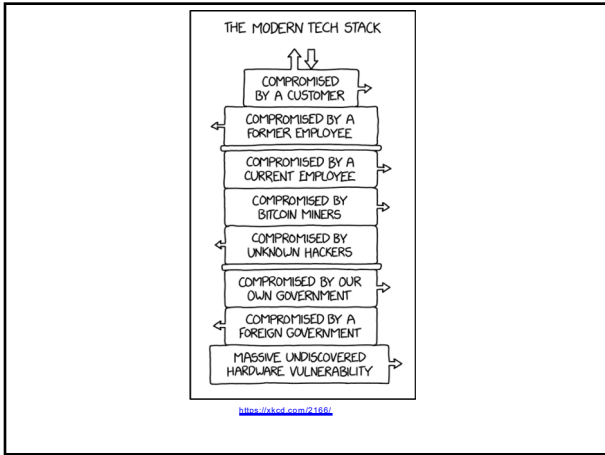 THE MODERN TECH STACK
COMPROMISED
BY A CUSTOMER
COMPROMISED BY A
FORMER EMPLOYEE
COMPROMISED BY A
CURRENT EMPLOYEE
COMPROMISED BY
BITCOIN MINERS
COMPROMISED BY
UNKNOWN HACKERS
COMPROMISED BY OUR
OWN GOVERNMENT
COMPROMISED BY A
FOREIGN GOVERNMENT
MASSIVE UNDISCOVERED
HARDWARE VULNERABILITY
https://xkcd.com/2166/